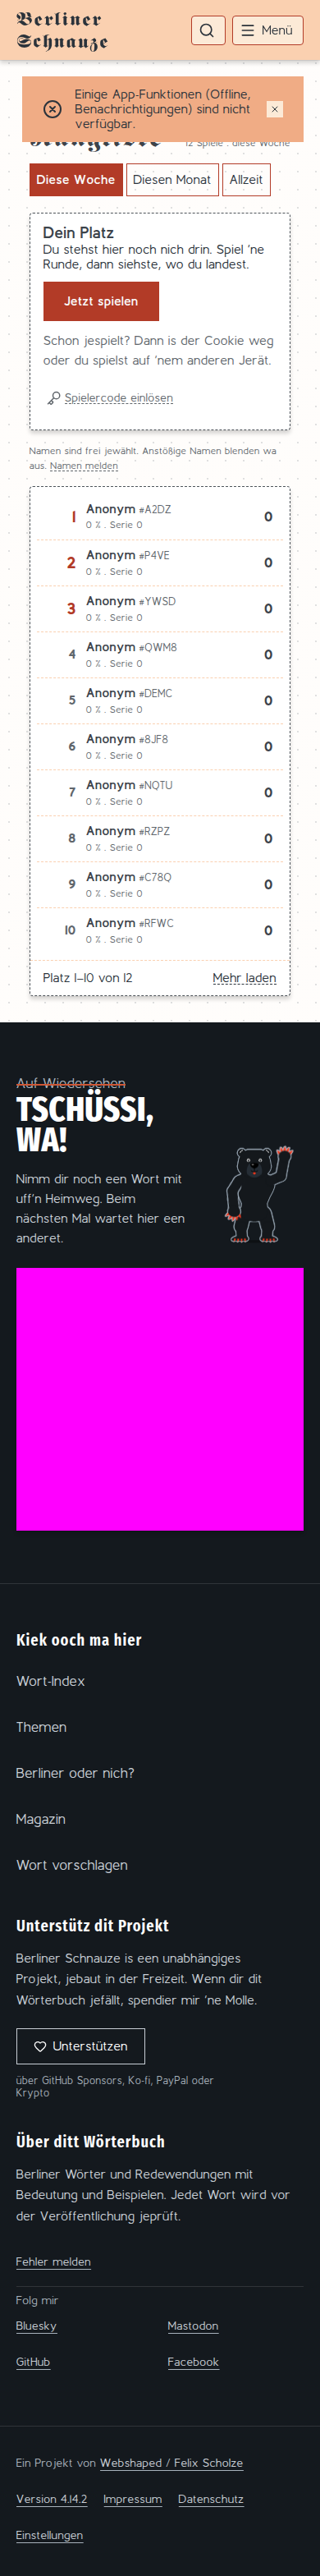 Berliner
Schnauze
Menü
Einige App-Funktionen (Offline,
Benachrichtigungen) sind nicht
verfügbar.
12 Spiele . diese Woche
Diese Woche
Diesen Monat
Allzeit
Dein Platz
Du stehst hier noch nich drin. Spiel 'ne
Runde, dann siehste, wo du landest.
Jetzt spielen
Schon jespielt? Dann is der Cookie weg
oder du spielst auf 'nem anderen Jerät.
Spielercode einlösen
Namen sind frei jewählt. Anstößige Namen blenden wa
aus. Namen melden
1 Anonym #A2DZ 0
0 % . Serie 0
2 Anonym #P4VE 0
0 % . Serie 0
3 Anonym #YWSD 0
0 % . Serie 0
4 Anonym #QWM8 0
0 % . Serie 0
5 Anonym #DEMC 0
0 % . Serie 0
6 Anonym #8JF8 0
0 % . Serie 0
7 Anonym #NQTU 0
0 % . Serie 0
8 Anonym #RZPZ 0
0 % . Serie 0
9 Anonym #C78Q 0
0 % . Serie 0
10 Anonym #RFWC 0
0 % . Serie 0
Platz 1–10 von 12 Mehr laden
Auf Wiedersehen
TSCHÜSSI,
WA!
Nimm dir noch een Wort mit
uff'n Heimweg. Beim
nächsten Mal wartet hier een
anderet.
Kiek ooch ma hier
Wort-Index
Themen
Berliner oder nich?
Magazin
Wort vorschlagen
Unterstütz dit Projekt
Berliner Schnauze is een unabhängiges
Projekt, jebaut in der Freizeit. Wenn dir dit
Wörterbuch jefällt, spendier mir 'ne Molle.
Unterstützen
über GitHub Sponsors, Ko-fi, PayPal oder
Krypto
Über ditt Wörterbuch
Berliner Wörter und Redewendungen mit
Bedeutung und Beispielen. Jedet Wort wird vor
der Veröffentlichung jeprüft.
Fehler melden
Folg mir
Bluesky Mastodon
GitHub Facebook
Ein Projekt von Webshaped / Felix Scholze
Version 4.14.2 Impressum Datenschutz
Einstellungen